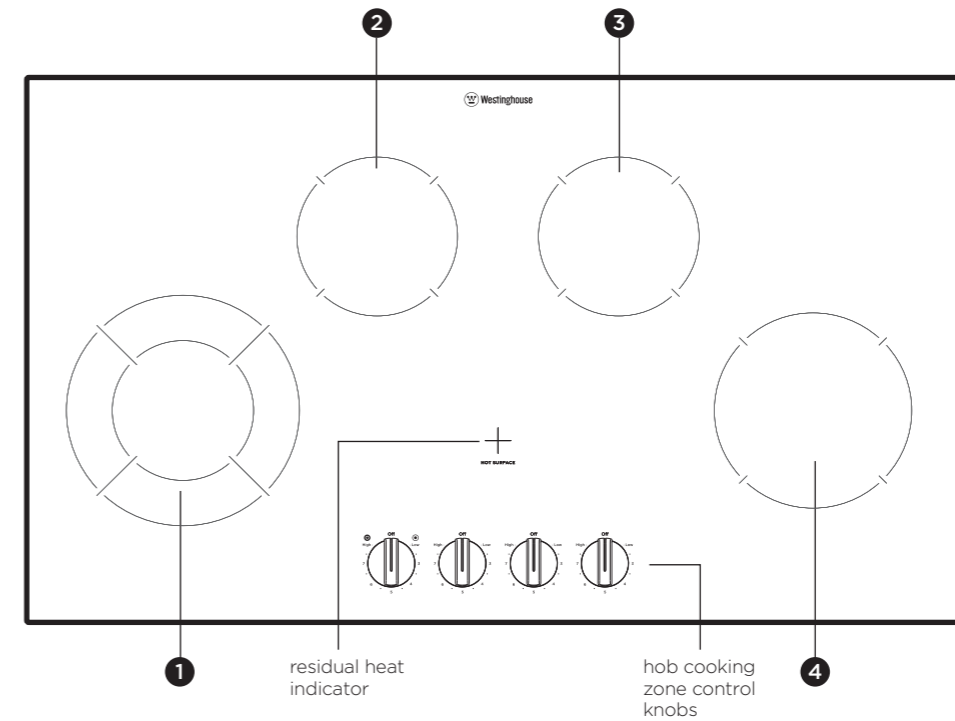 2
3
Westinghouse
HOT SURFACE
Off
High
Low
Off
High
Low
Off
High
Low
Off
High
Low
1
residual heat
indicator
hob cooking
zone control
knobs
4